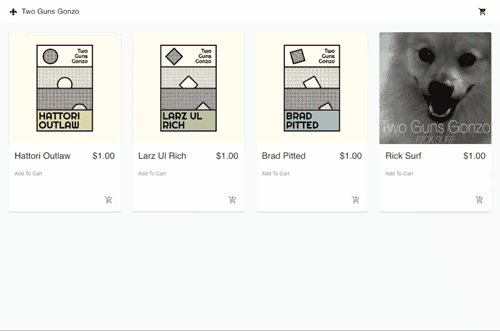 Two Guns Gonzo
Two
Guns
Gonzo
HATTORI
OUTLAW
Two
Guns
Gonzo
LARZ UL
RICH
Two
Guns
Gonzo
BRAD
PITTED
Two Guns Gonzo
RICK SURF
Hattori Outlaw $1.00
Add To Cart
Larz Ul Rich $1.00
Add To Cart
Brad Pitted $1.00
Add To Cart
Rick Surf $1.00
Add To Cart